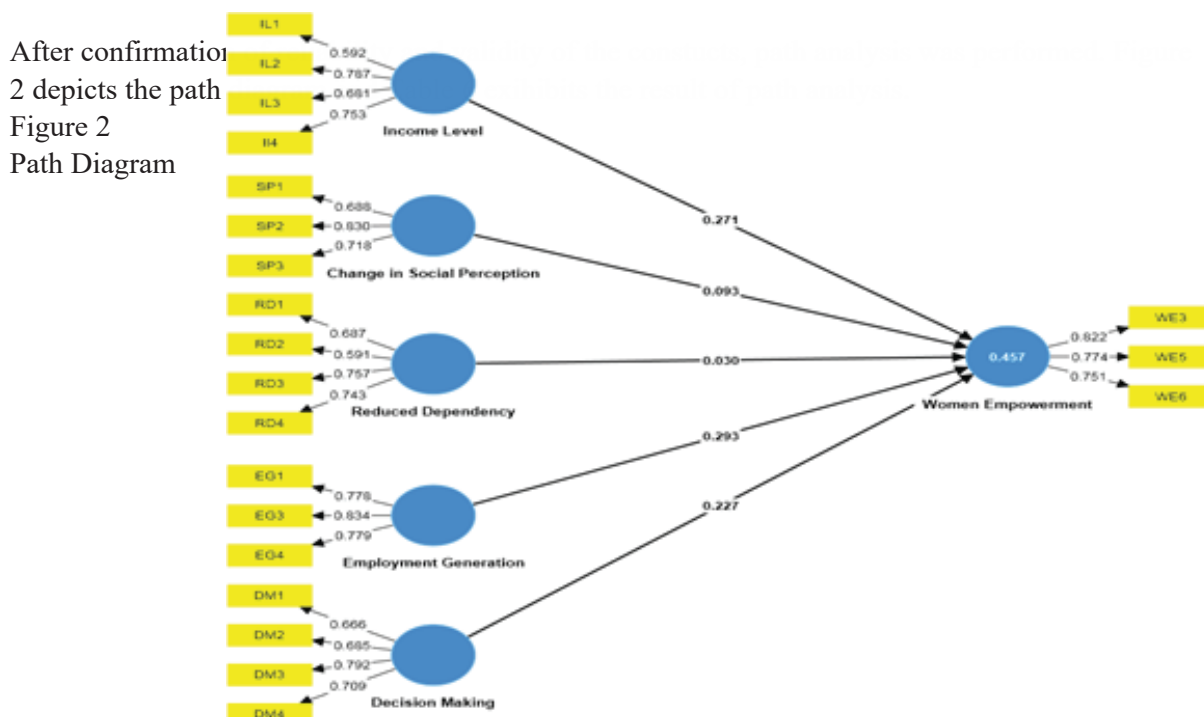 After confirmation
2 depicts the path
Figure 2
Path Diagram
IL1
0.592
IL2
0.787
IL3
0.681
II4
0.753
Income Level
0.271
SP1
0.688
SP2
0.830
SP3
0.718
Change in Social Perception
0.093
RD1
0.687
RD2
0.591
RD3
0.757
RD4
0.743
Reduced Dependency
0.030
EG1
0.778
EG3
0.834
EG4
0.779
Employment Generation
0.293
DM1
0.666
DM2
0.685
DM3
0.792
DM4
0.709
Decision Making
0.227
0.457
Women Empowerment
WE3
0.822
WE5
0.774
WE6
0.751